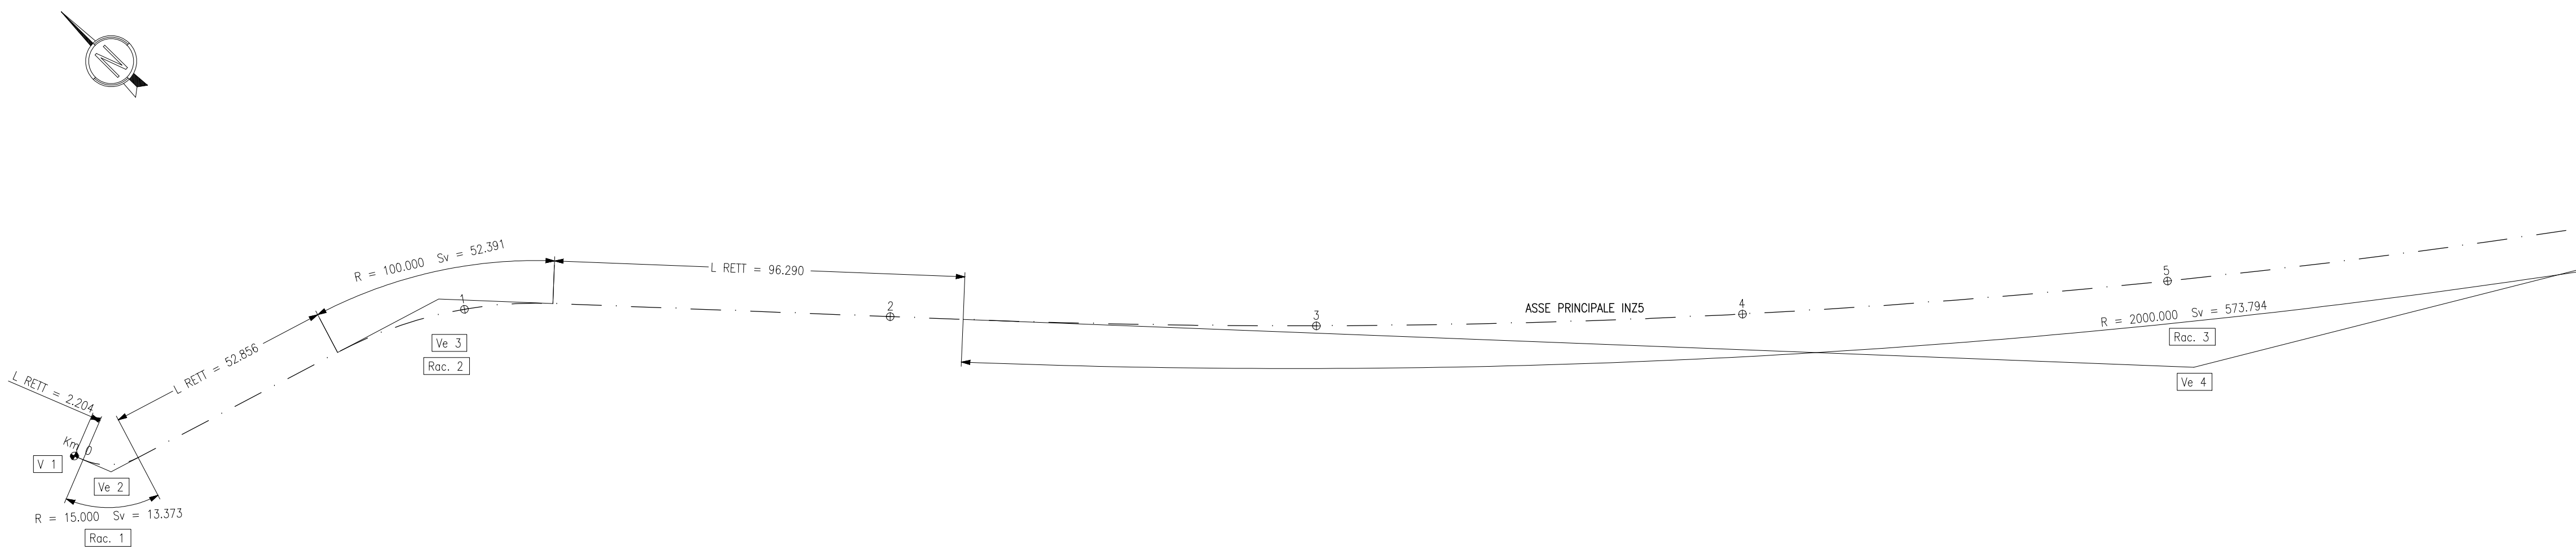 N
R = 100.000 Sv = 52.391
L RETT = 96.290
1
2
3
4
5
ASSE PRINCIPALE INZ5
R = 2000.000 Sv = 573.794
Rac. 3
Ve 4
Ve 3
Rac. 2
L RETT = 52.856
L RETT = 2.204
Km 0
V 1
Ve 2
R = 15.000 Sv = 13.373
Rac. 1